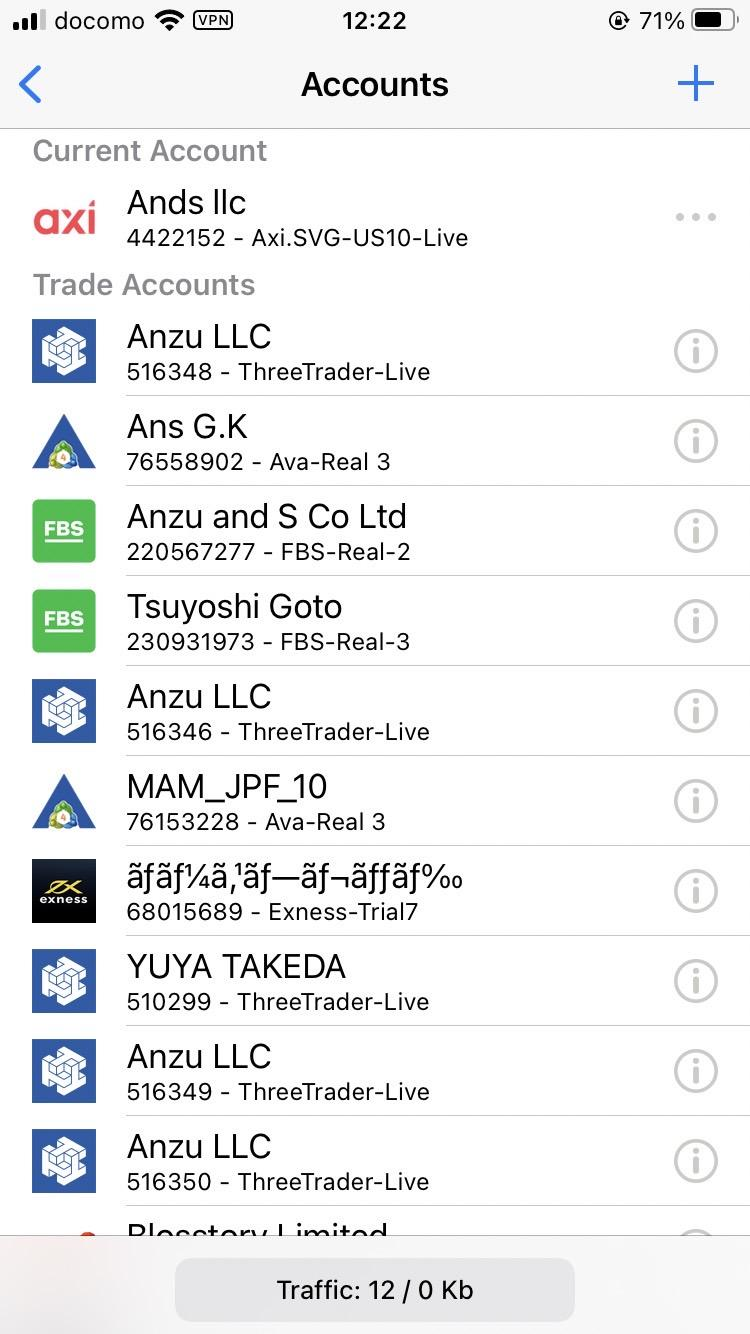 docomo VPN 12:22 71%
Accounts
Current Account
axi
Ands llc
4422152 - Axi.SVG-US10-Live
Trade Accounts
Anzu LLC
516348 - ThreeTrader-Live
4
Ans G.K
76558902 - Ava-Real 3
FBS
Anzu and S Co Ltd
220567277 - FBS-Real-2
FBS
Tsuyoshi Goto
230931973 - FBS-Real-3
Anzu LLC
516346 - ThreeTrader-Live
4
MAM_JPF_10
76153228 - Ava-Real 3
exness
ãƒãƒ¼ã‚¹ãƒ—ãƒ¬ãƒƒãƒ‰
68015689 - Exness-Trial7
YUYA TAKEDA
510299 - ThreeTrader-Live
Anzu LLC
516349 - ThreeTrader-Live
Anzu LLC
516350 - ThreeTrader-Live
Blosstory Limited
Traffic: 12 / 0 Kb